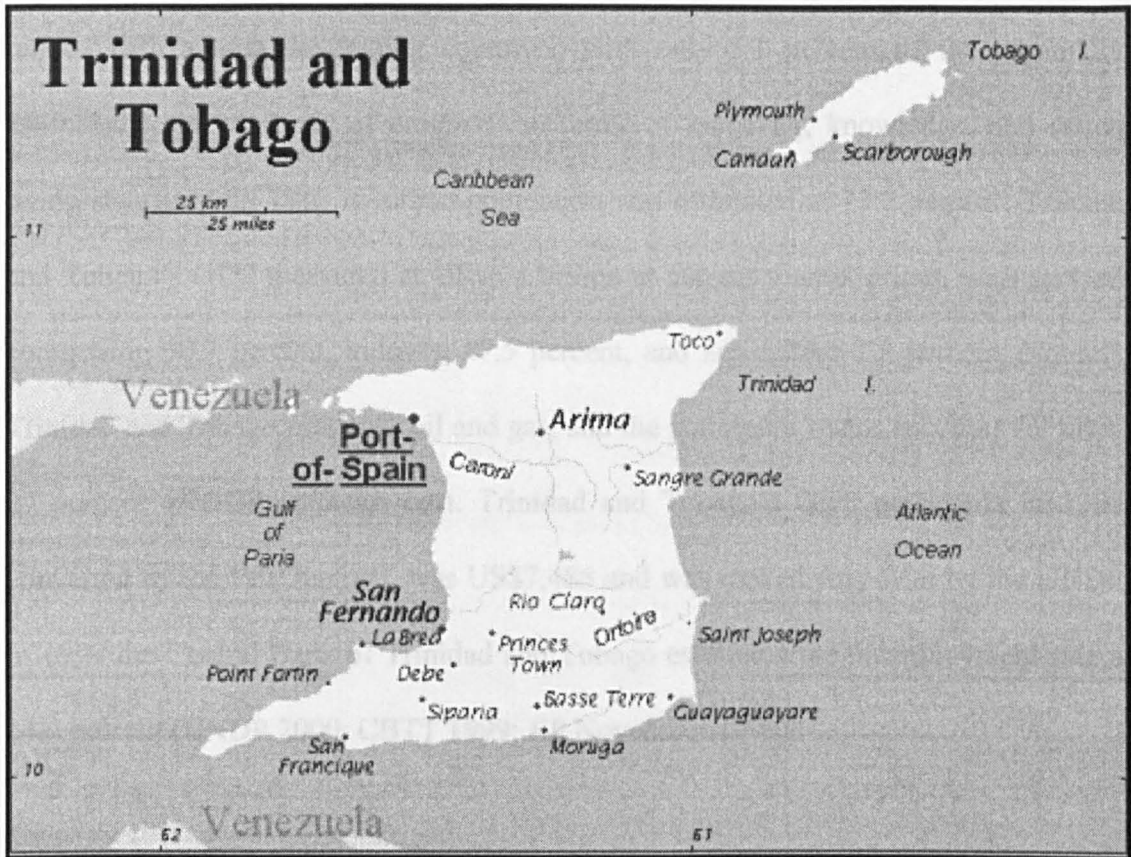 Trinidad and
Tobago
Tobago I.
Plymouth
Canaan
Scarborough
25 km
25 miles
Caribbean
Sea
11
Toco
Venezuela
Trinidad I.
Port-
of- Spain
Arima
Caroni
Sangre Grande
Gulf
of
Paria
Atlantic
Ocean
San
Fernando
Rio Claro
Ortoire
La Brea
Princes
Town
Saint Joseph
Point Fortin
Debe
Siparia
Basse Terre
Guayaguayare
San
Francique
Moruga
10
62
Venezuela
61